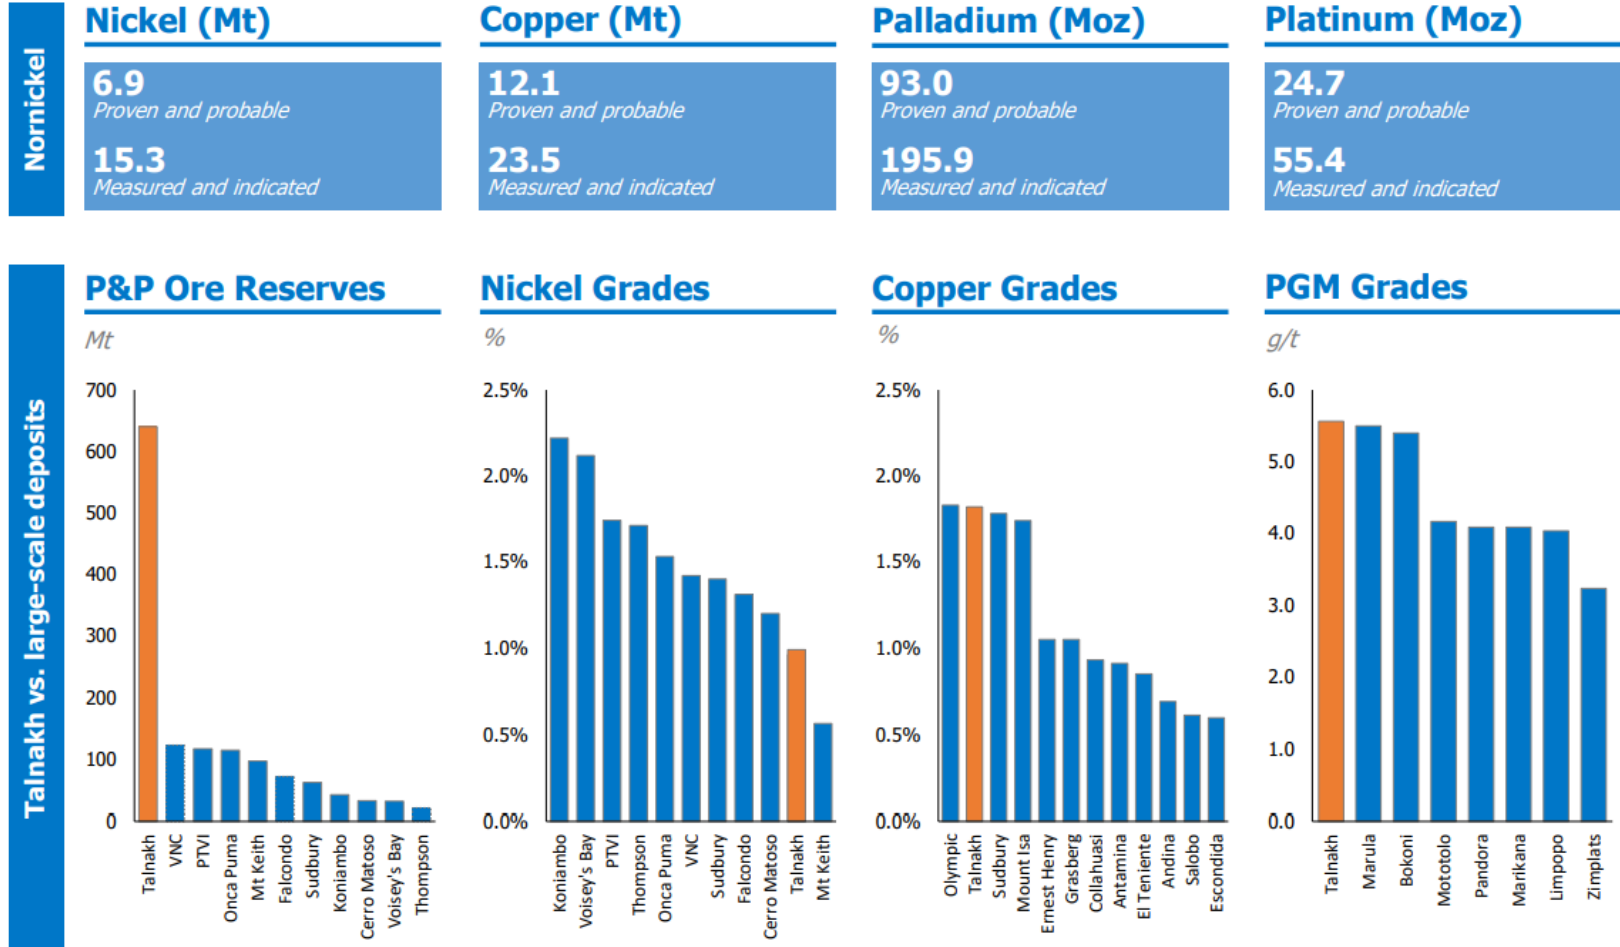 Nornickel
Nickel (Mt)
6.9
Proven and probable
15.3
Measured and indicated
Copper (Mt)
12.1
Proven and probable
23.5
Measured and indicated
Palladium (Moz)
93.0
Proven and probable
195.9
Measured and indicated
Platinum (Moz)
24.7
Proven and probable
55.4
Measured and indicated
Talnakh vs. large-scale deposits
P&P Ore Reserves
Mt
700
600
500
400
300
200
100
0
Talnakh
VNC
PTVI
Onca Puma
Mt Keith
Falcondo
Sudbury
Koniambo
Cerro Matoso
Voisey's Bay
Thompson
Nickel Grades
%
2.5%
2.0%
1.5%
1.0%
0.5%
0.0%
Koniambo
Voisey's Bay
PTVI
Thompson
Onca Puma
VNC
Sudbury
Falcondo
Cerro Matoso
Talnakh
Mt Keith
Copper Grades
%
2.5%
2.0%
1.5%
1.0%
0.5%
0.0%
Olympic
Talnakh
Sudbury
Mount Isa
Ernest Henry
Grasberg
Collahuasi
Antamina
El Teniente
Andina
Salobo
Escondida
PGM Grades
g/t
6.0
5.0
4.0
3.0
2.0
1.0
0.0
Talnakh
Marula
Bokoni
Mototolo
Pandora
Marikana
Limpopo
Zimplats